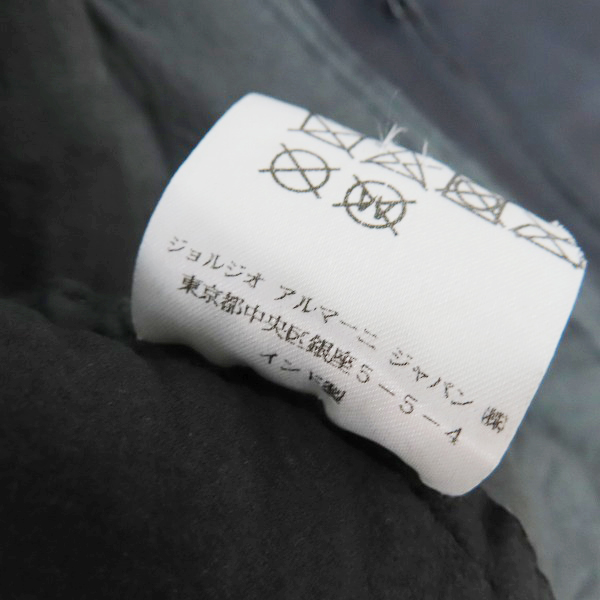 ジョルジオ アルマーニ ジャパン ㈱
東京都中央区銀座5-5-4
インド製